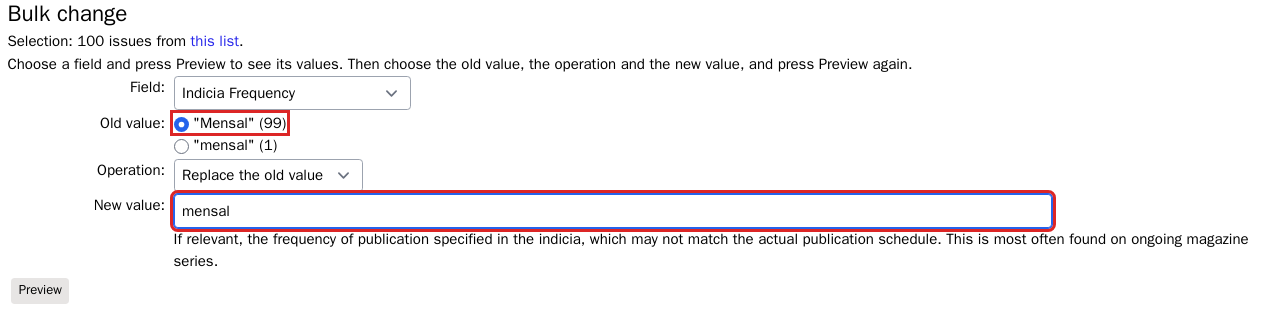 Bulk change
Selection: 100 issues from this list.
Choose a field and press Preview to see its values. Then choose the old value, the operation and the new value, and press Preview again.
Field: Indicia Frequency
Old value: "Mensal" (99)
"mensal" (1)
Operation: Replace the old value
New value: mensal
If relevant, the frequency of publication specified in the indicia, which may not match the actual publication schedule. This is most often found on ongoing magazine
series.
Preview